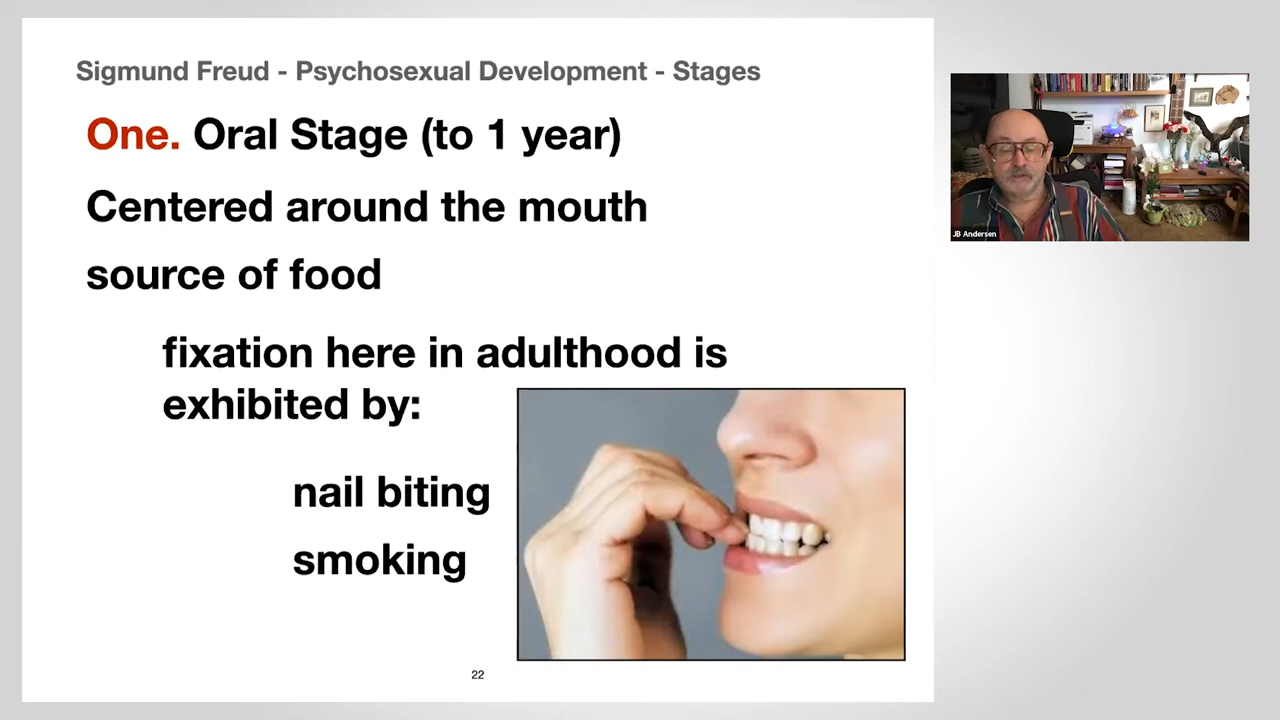 Sigmund Freud - Psychosexual Development - Stages
One. Oral Stage (to 1 year)
Centered around the mouth
source of food
fixation here in adulthood is
exhibited by:
nail biting
smoking
22
JB Andersen